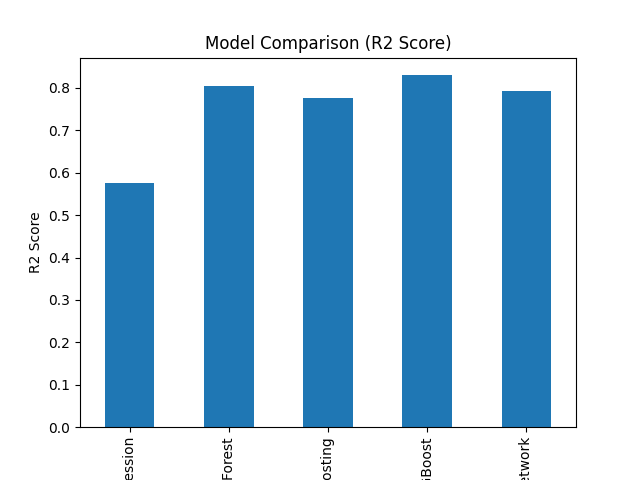 Model Comparison (R2 Score)
R2 Score
0.8
0.7
0.6
0.5
0.4
0.3
0.2
0.1
0.0
ession
Forest
osting
Boost
etwork